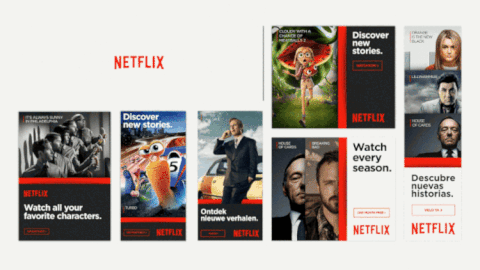 NETFLIX
IT'S ALWAYS SUNNY
IN PHILADELPHIA
NETFLIX
Watch all your
favorite characters.
Discover
new stories.
TURBO
NETFLIX
Ontdek
nieuwe verhalen.
NETFLIX
CLOUDY WITH A
CHANCE OF
MEATBALLS 2
Discover
new
stories.
NETFLIX
HOUSE
OF CARDS
BREAKING
BAD
Watch
every
season.
NETFLIX
ORANGE
IS THE NEW
BLACK
LILYHAMMER
HOUSE
OF CARDS
Descubre
nuevas
historias.
NETFLIX